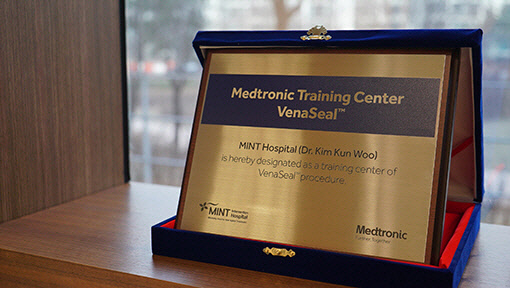 Medtronic Training Center
VenaSeal™
MINT Hospital (Dr. Kim Kun Woo)
is hereby designated as a training center of
VenaSeal™ procedure.
MINT Intervention
Hospital
Medtronic
Further Together